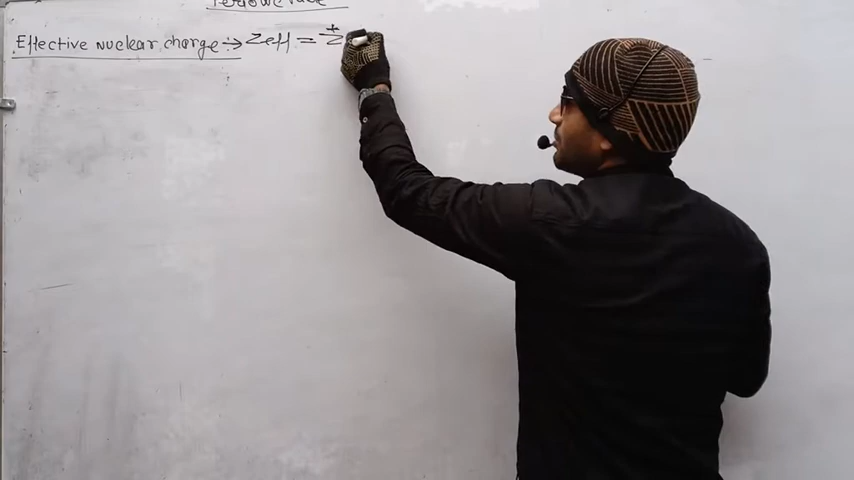 Effective nuclear charge :→ Zeff = Z